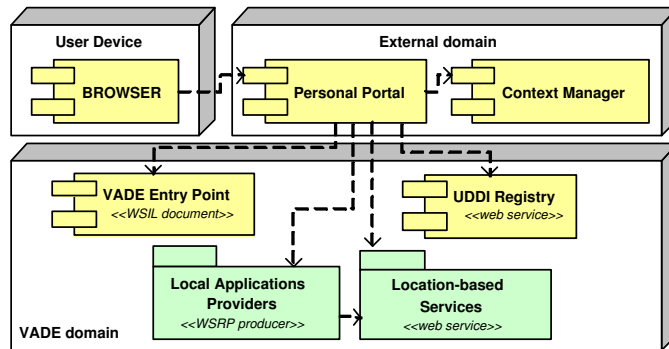 User Device
External domain
BROWSER
Personal Portal
Context Manager
VADE Entry Point
<<WSIL document>>
UDDI Registry
<<web service>>
Local Applications
Providers
<<WSRP producer>>
Location-based
Services
<<web service>>
VADE domain